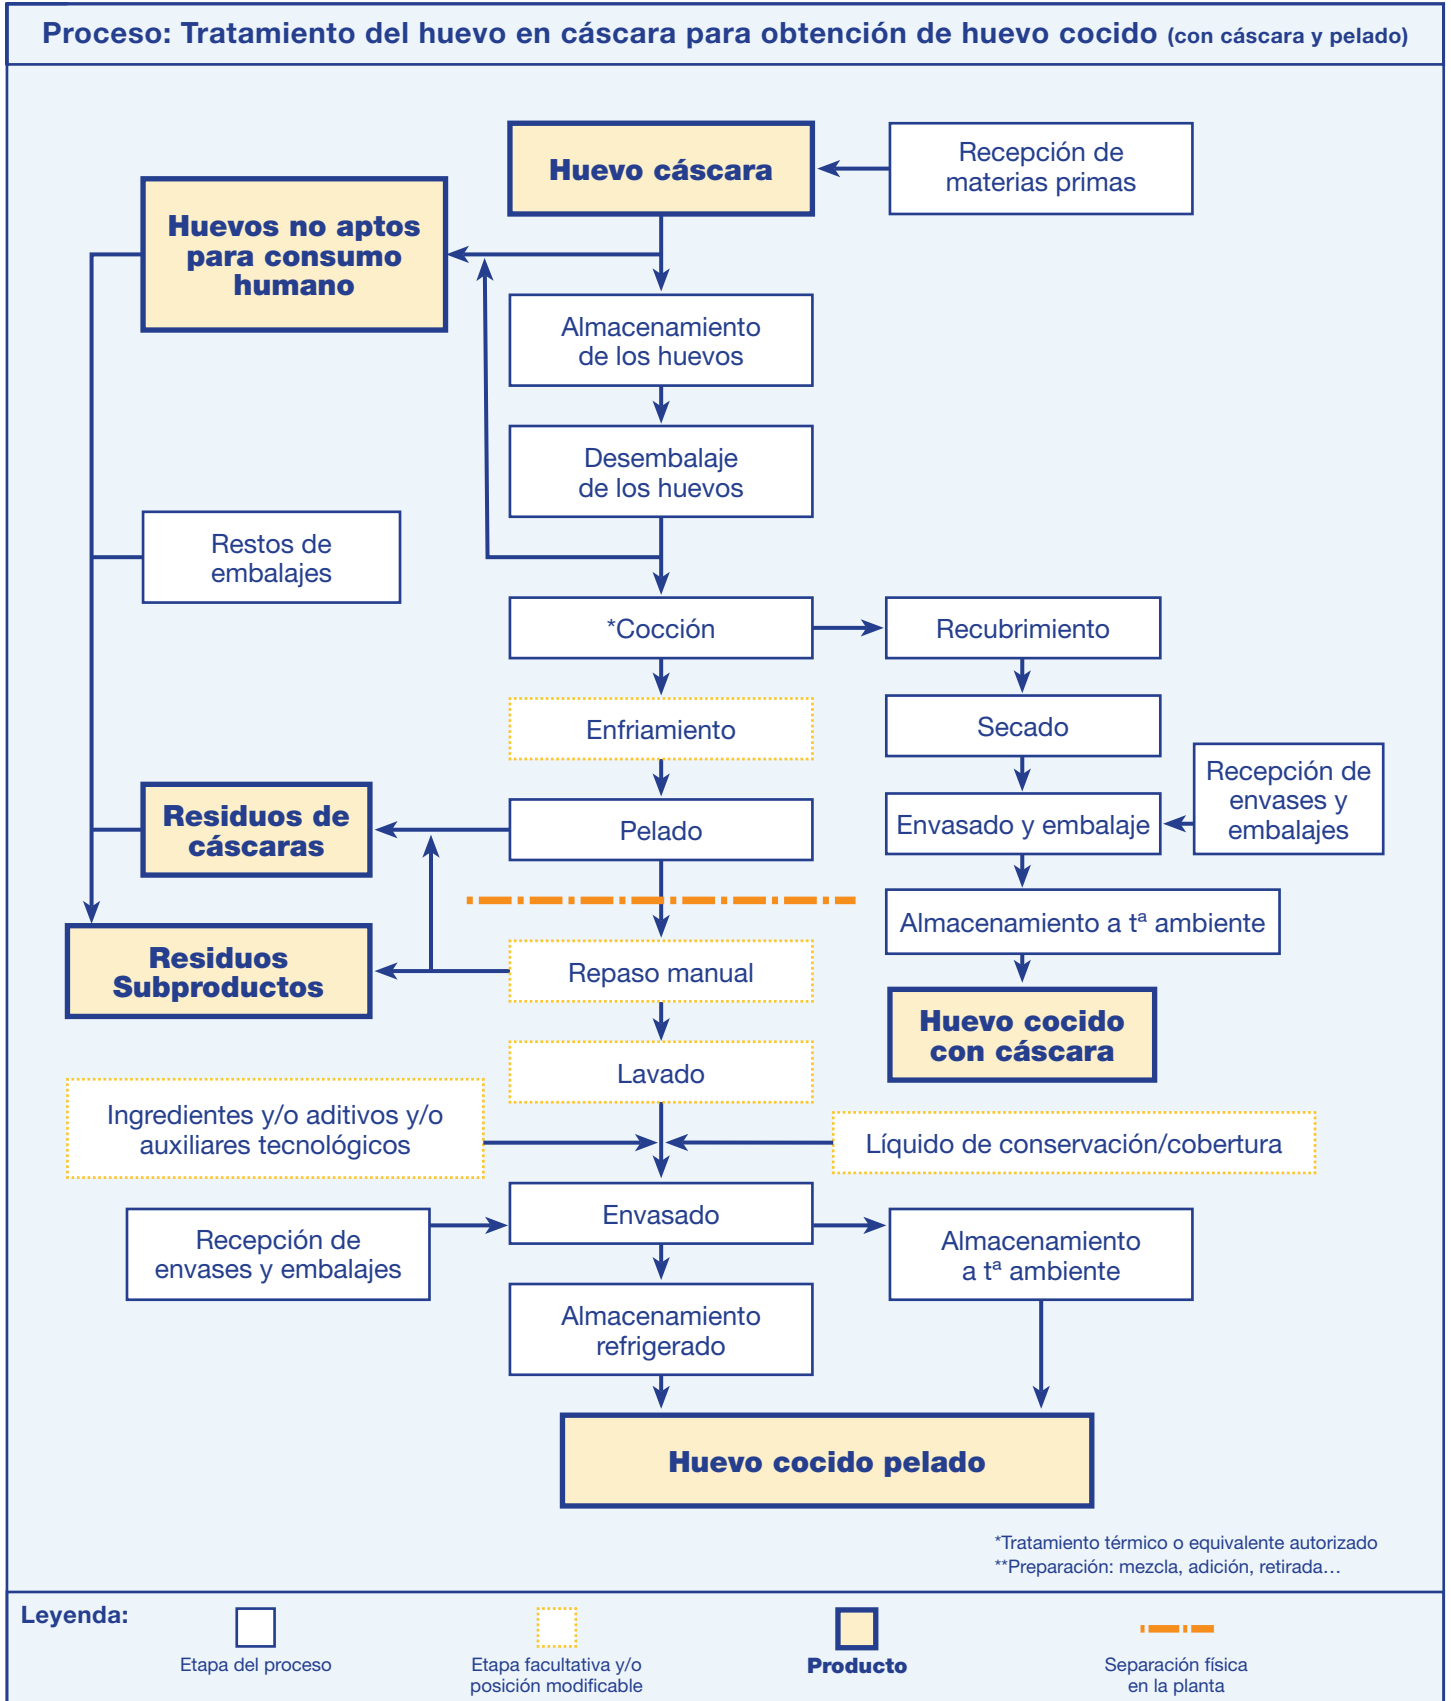 Proceso: Tratamiento del huevo en cáscara para obtención de huevo cocido (con cáscara y pelado)
Huevo cáscara
Recepción de
materias primas
Huevos no aptos
para consumo
humano
Almacenamiento
de los huevos
Desembalaje
de los huevos
Restos de
embalajes
*Cocción
Recubrimiento
Enfriamiento
Secado
Recepción de
envases y
embalajes
Residuos de
cáscaras
Pelado
Envasado y embalaje
Almacenamiento a tª ambiente
Residuos
Subproductos
Repaso manual
Huevo cocido
con cáscara
Lavado
Ingredientes y/o aditivos y/o
auxiliares tecnológicos
Líquido de conservación/cobertura
Envasado
Recepción de
envases y embalajes
Almacenamiento
a tª ambiente
Almacenamiento
refrigerado
Huevo cocido pelado
*Tratamiento térmico o equivalente autorizado
**Preparación: mezcla, adición, retirada…
Leyenda:
Etapa del proceso
Etapa facultativa y/o
posición modificable
Producto
Separación física
en la planta